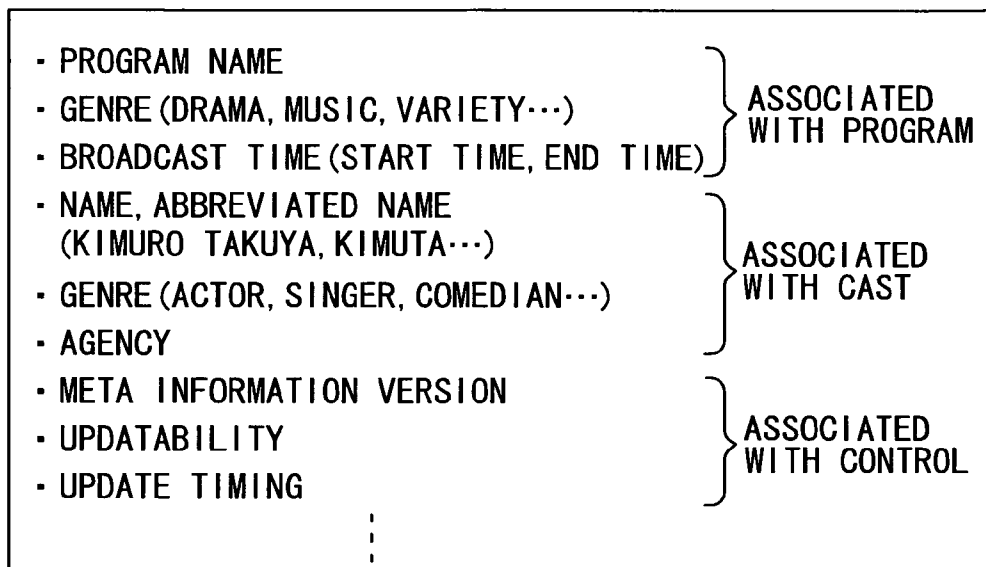 - PROGRAM NAME
- GENRE(DRAMA, MUSIC, VARIETY···)
- BROADCAST TIME(START TIME, END TIME)
ASSOCIATED
WITH PROGRAM
- NAME, ABBREVIATED NAME
(KIMURO TAKUYA, KIMUTA···)
- GENRE(ACTOR, SINGER, COMEDIAN···)
- AGENCY
ASSOCIATED
WITH CAST
- META INFORMATION VERSION
- UPDATABILITY
- UPDATE TIMING
ASSOCIATED
WITH CONTROL